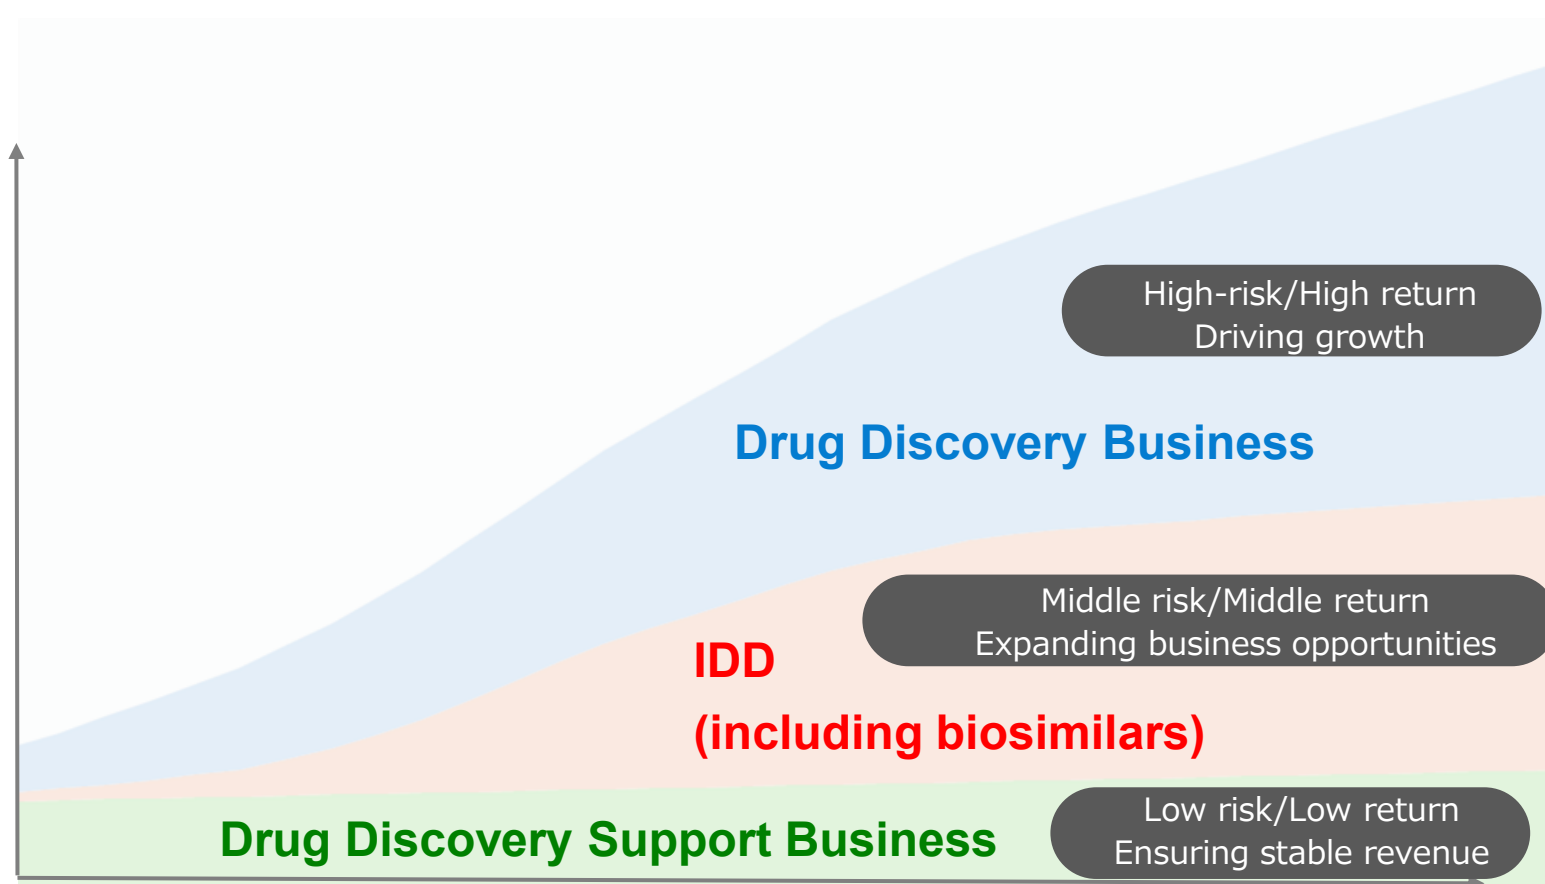 High-risk/High return
Driving growth
Drug Discovery Business
Middle risk/Middle return
Expanding business opportunities
IDD
(including biosimilars)
Low risk/Low return
Ensuring stable revenue
Drug Discovery Support Business